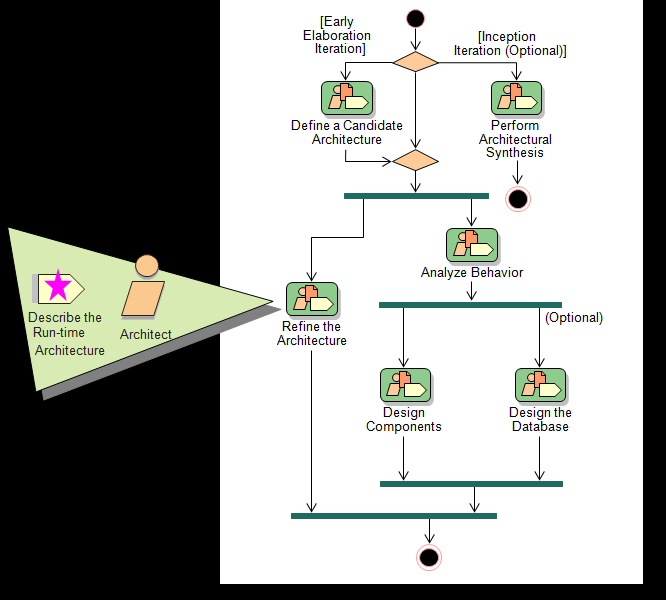 [Early
Elaboration
Iteration]
[Inception
Iteration (Optional)]
Define a Candidate
Architecture
Perform
Architectural
Synthesis
Analyze Behavior
Describe the
Run-time
Architecture
Architect
Refine the
Architecture
(Optional)
Design
Components
Design the
Database